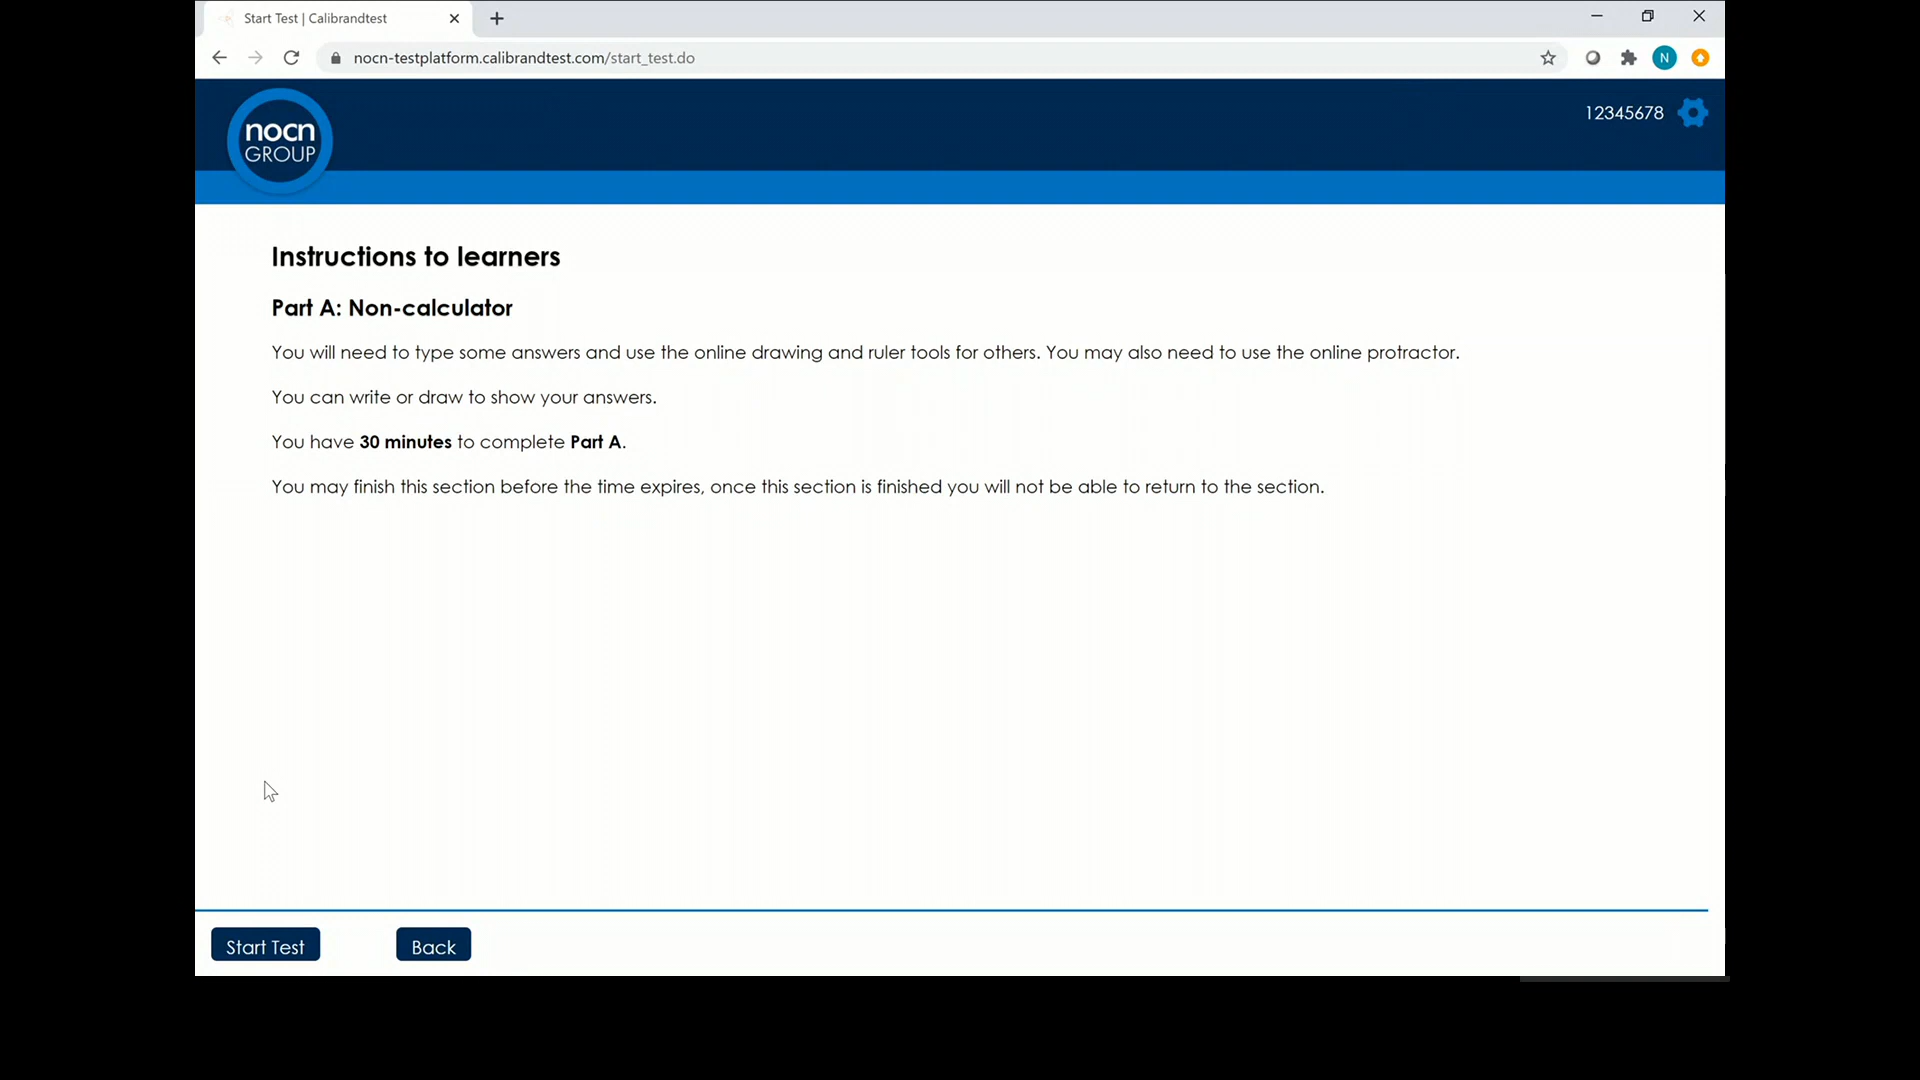 Start Test | Calibrandtest
nocn-testplatform.calibrandtest.com/start_test.do
N
nocn
GROUP
12345678
Instructions to learners
Part A: Non-calculator
You will need to type some answers and use the online drawing and ruler tools for others. You may also need to use the online protractor.
You can write or draw to show your answers.
You have 30 minutes to complete Part A.
You may finish this section before the time expires, once this section is finished you will not be able to return to the section.
Start Test
Back